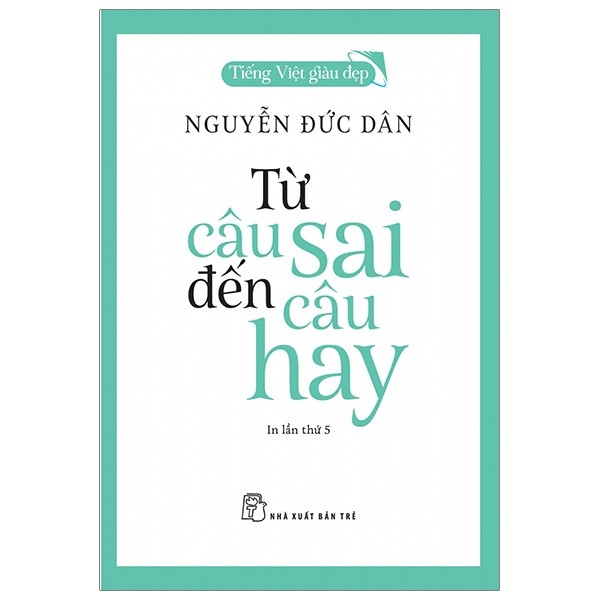 Tiếng Việt giàu đẹp
NGUYỄN ĐỨC DÂN
Từ
câu sai
đến câu
hay
In lần thứ 5
NHÀ XUẤT BẢN TRẺ